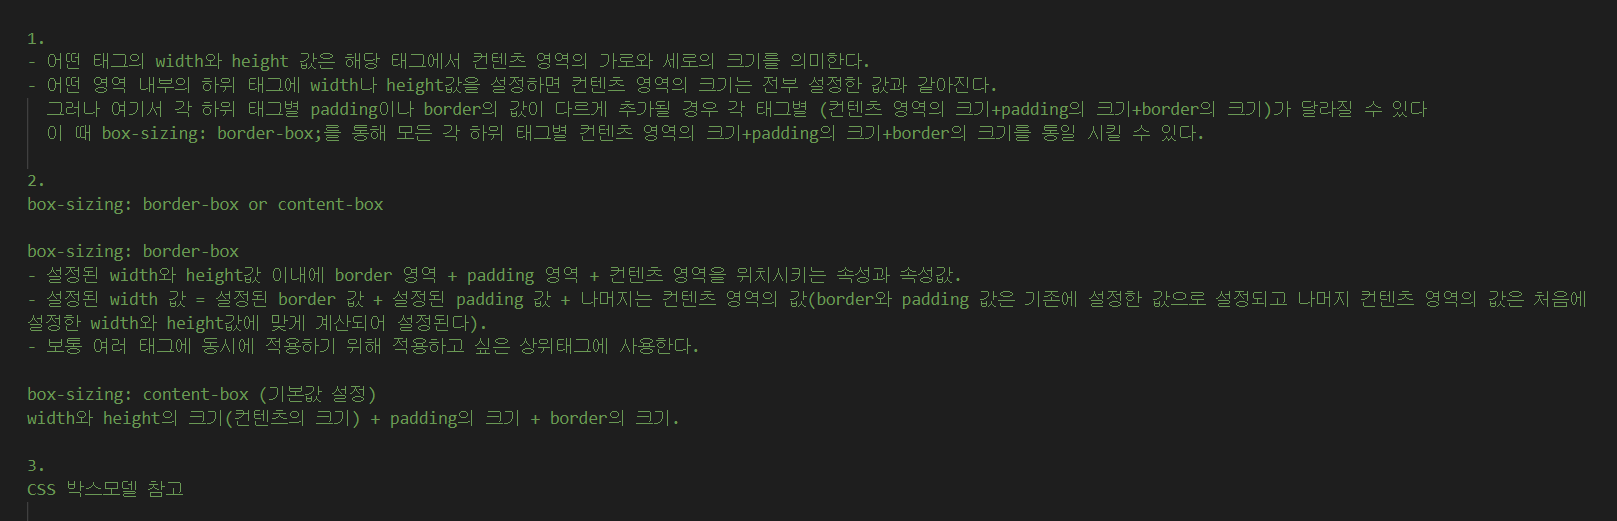 1.
- 어떤 태그의 width와 height 값은 해당 태그에서 컨텐츠 영역의 가로와 세로의 크기를 의미한다.
- 어떤 영역 내부의 하위 태그에 width나 height값을 설정하면 컨텐츠 영역의 크기는 전부 설정한 값과 같아진다.
그러나 여기서 각 하위 태그별 padding이나 border의 값이 다르게 추가될 경우 각 태그별 (컨텐츠 영역의 크기+padding의 크기+border의 크기)가 달라질 수 있다
이 때 box-sizing: border-box;를 통해 모든 각 하위 태그별 컨텐츠 영역의 크기+padding의 크기+border의 크기를 통일 시킬 수 있다.
2.
box-sizing: border-box or content-box
box-sizing: border-box
- 설정된 width와 height값 이내에 border 영역 + padding 영역 + 컨텐츠 영역을 위치시키는 속성과 속성값.
- 설정된 width 값 = 설정된 border 값 + 설정된 padding 값 + 나머지는 컨텐츠 영역의 값(border와 padding 값은 기존에 설정한 값으로 설정되고 나머지 컨텐츠 영역의 값은 처음에
설정한 width와 height값에 맞게 계산되어 설정된다).
- 보통 여러 태그에 동시에 적용하기 위해 적용하고 싶은 상위태그에 사용한다.
box-sizing: content-box (기본값 설정)
width와 height의 크기(컨텐츠의 크기) + padding의 크기 + border의 크기.
3.
CSS 박스모델 참고